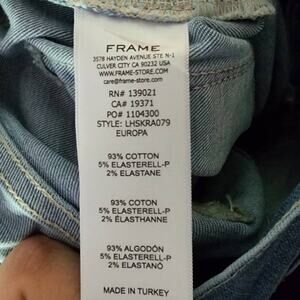 FRAME
3578 HAYDEN AVENUE STE N-1
CULVER CITY CA 90232 USA
www.FRAME-STORE.COM
care@frame-store.com
RN# 139021
CA# 19371
PO# 1104300
STYLE: LHSKRA079
EUROPA
93% COTTON
5% ELASTERELL-P
2% ELASTANE
93% COTON
5% ELASTERELL-P
2% ÉLASTHANNE
93% ALGODÓN
5% ELASTERELL-P
2% ELASTANO
MADE IN TURKEY